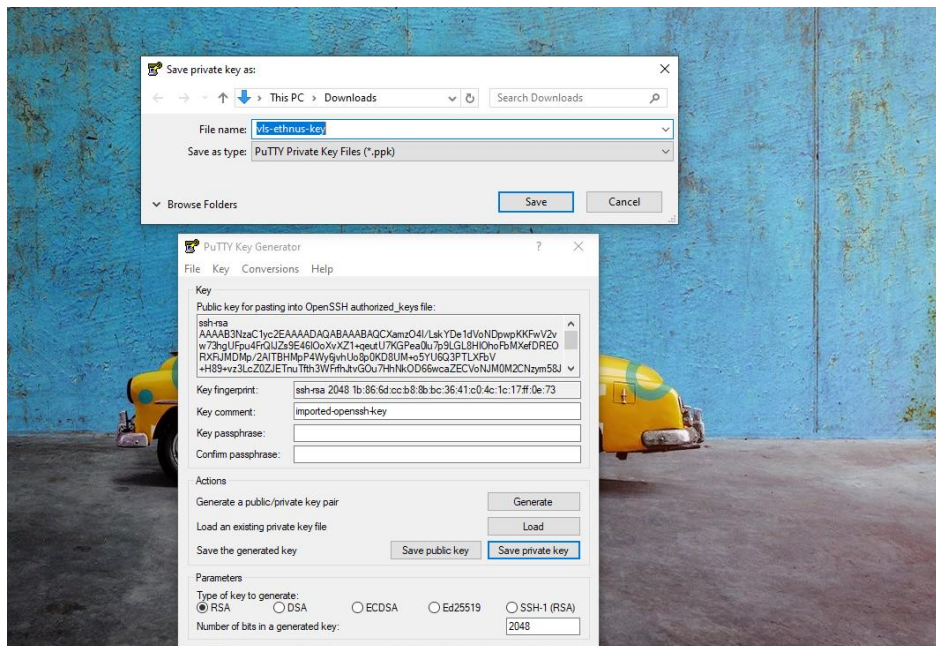 Save private key as:
This PC > Downloads
Search Downloads
File name: vls-ethnus-key
Save as type: PuTTY Private Key Files (*.ppk)
Browse Folders
Save Cancel
PuTTY Key Generator
File Key Conversions Help
Key
Public key for pasting into OpenSSH authorized_keys file:
ssh-rsa
Key fingerprint: ssh-rsa 2048 1b:86:6d:cc:b8:8b:bc:36:41:c0:4c:1c:17:ff:0e:73
Key comment: imported-openssh-key
Key passphrase:
Confirm passphrase:
Actions
Generate a public/private key pair Generate
Load an existing private key file Load
Save the generated key Save public key Save private key
Parameters
Type of key to generate:
RSA DSA ECDSA Ed25519 SSH-1 (RSA)
Number of bits in a generated key: 2048